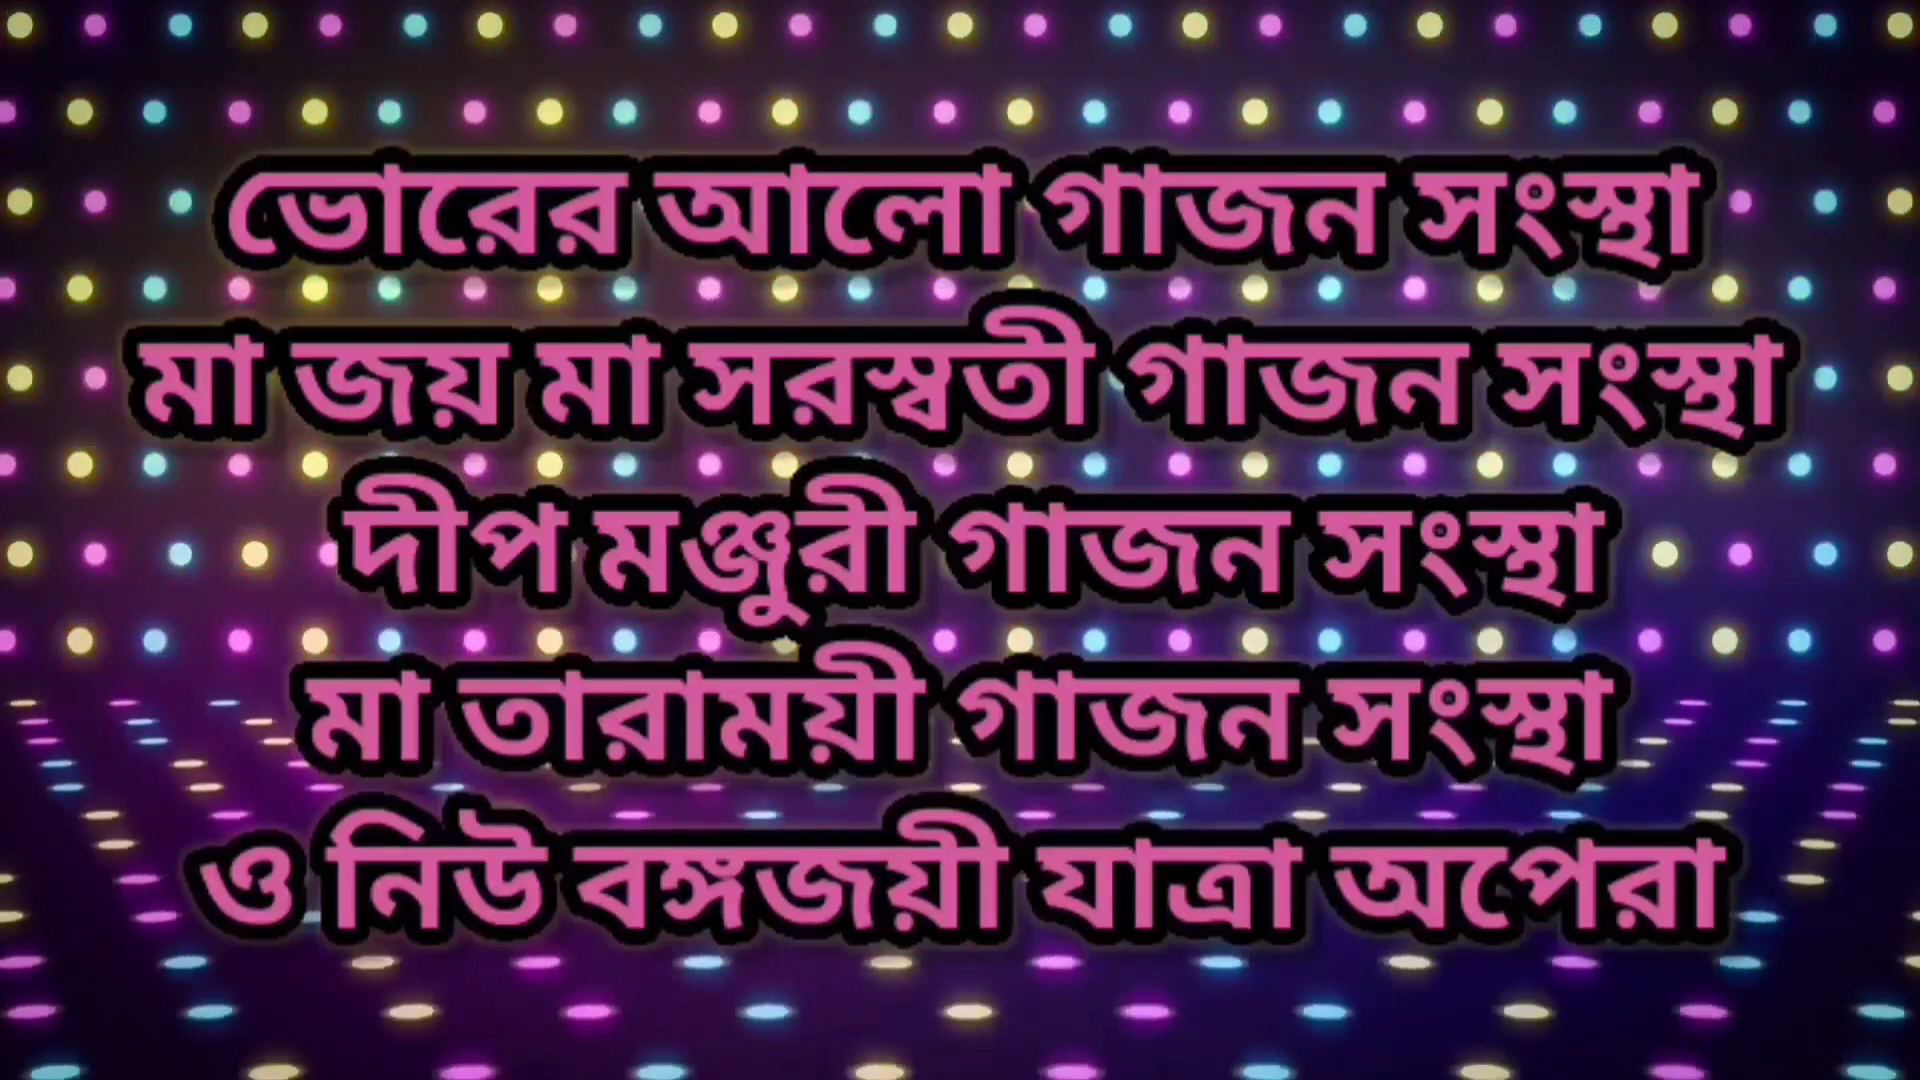 ভোরের আলো গাজন সংস্থা
মা জয় মা সরস্বতী গাজন সংস্থা
দীপ মঞ্জুরী গাজন সংস্থা
মা তারাময়ী গাজন সংস্থা
ও নিউ বঙ্গজয়ী যাত্রা অপেরা